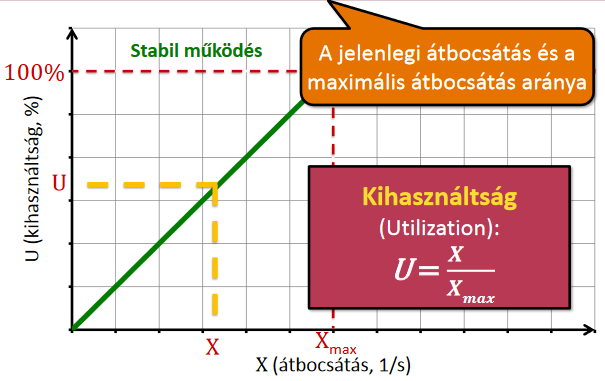 Stabil működés
A jelenlegi átbocsátás és a
maximális átbocsátás aránya
100%
U (kihasználtság, %)
U
Kihasználtság
(Utilization):
U = X / X_max
X
X_max
X (átbocsátás, 1/s)